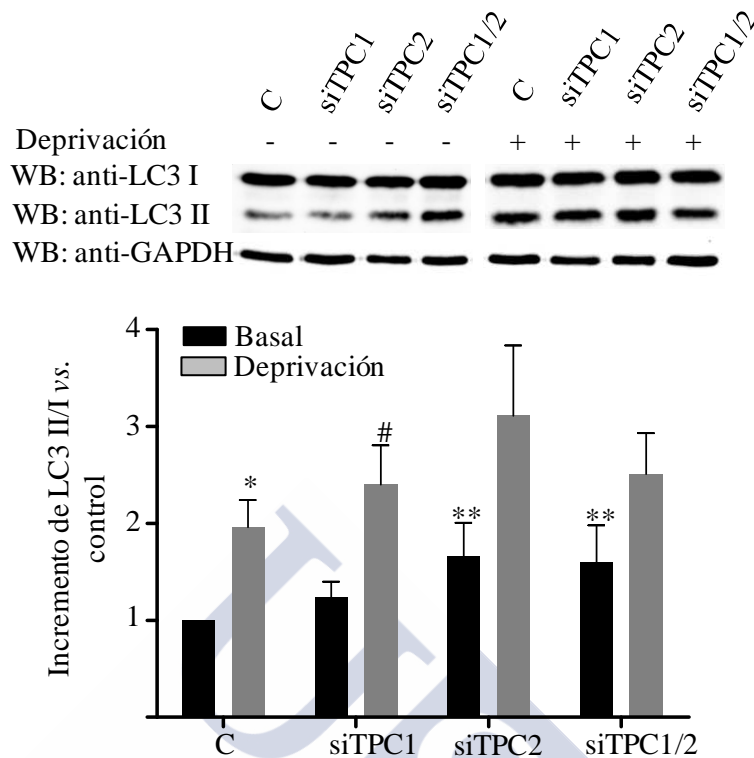 C siTPC1 siTPC2 siTPC1/2 C siTPC1 siTPC2 siTPC1/2
Deprivación - - - - + + + +
WB: anti-LC3 I
WB: anti-LC3 II
WB: anti-GAPDH
Incremento de LC3 II/I vs.
control
4
3
2
1
Basal
Deprivación
*
#
**
**
C siTPC1 siTPC2 siTPC1/2